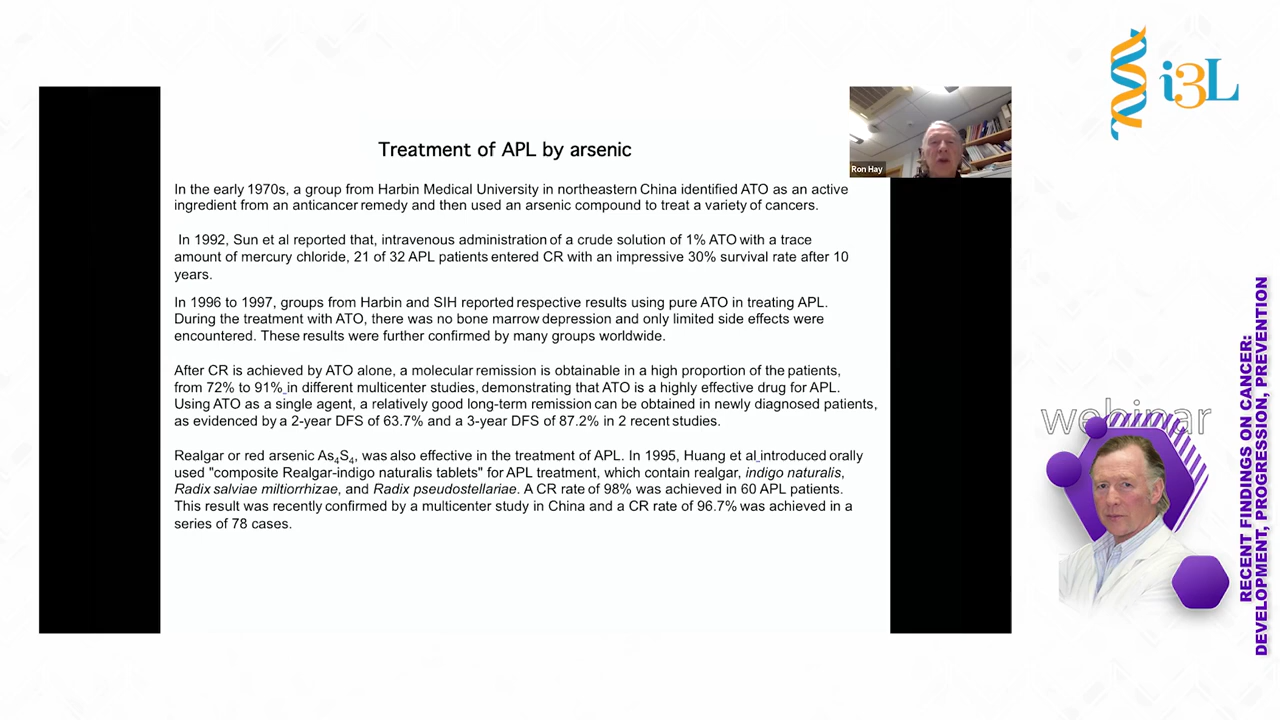 i3L
Ron Hay
Treatment of APL by arsenic
In the early 1970s, a group from Harbin Medical University in northeastern China identified ATO as an active
ingredient from an anticancer remedy and then used an arsenic compound to treat a variety of cancers.
In 1992, Sun et al reported that, intravenous administration of a crude solution of 1% ATO with a trace
amount of mercury chloride, 21 of 32 APL patients entered CR with an impressive 30% survival rate after 10
years.
In 1996 to 1997, groups from Harbin and SIH reported respective results using pure ATO in treating APL.
During the treatment with ATO, there was no bone marrow depression and only limited side effects were
encountered. These results were further confirmed by many groups worldwide.
After CR is achieved by ATO alone, a molecular remission is obtainable in a high proportion of the patients,
from 72% to 91% in different multicenter studies, demonstrating that ATO is a highly effective drug for APL.
Using ATO as a single agent, a relatively good long-term remission can be obtained in newly diagnosed patients,
as evidenced by a 2-year DFS of 63.7% and a 3-year DFS of 87.2% in 2 recent studies.
Realgar or red arsenic As₄S₄, was also effective in the treatment of APL. In 1995, Huang et al introduced orally
used "composite Realgar-indigo naturalis tablets" for APL treatment, which contain realgar, indigo naturalis,
Radix salviae miltiorrhizae, and Radix pseudostellariae. A CR rate of 98% was achieved in 60 APL patients.
This result was recently confirmed by a multicenter study in China and a CR rate of 96.7% was achieved in a
series of 78 cases.
webinar
RECENT FINDINGS ON CANCER:
DEVELOPMENT, PROGRESSION, PREVENTION